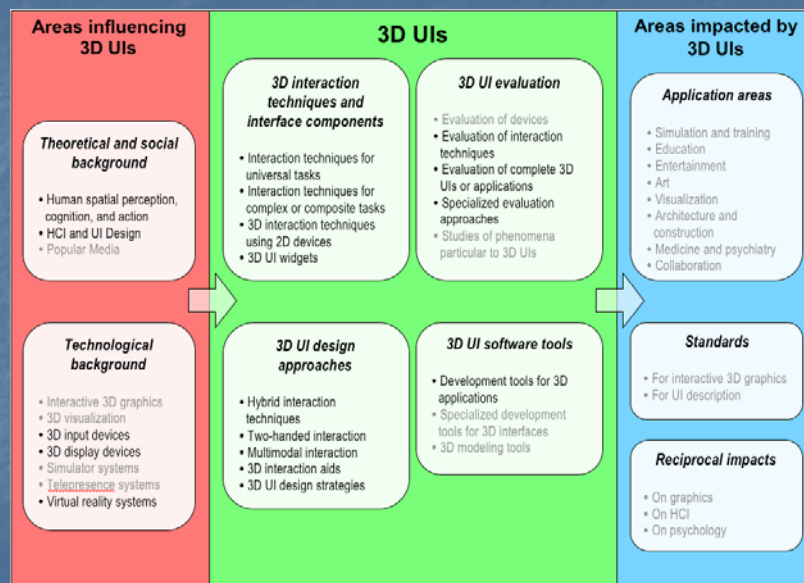 Areas influencing
3D UIs
Theoretical and social
background
• Human spatial perception,
cognition, and action
• HCI and UI Design
• Popular Media
Technological
background
• Interactive 3D graphics
• 3D visualization
• 3D input devices
• 3D display devices
• Simulator systems
• Telepresence systems
• Virtual reality systems
3D UIs
3D interaction
techniques and
interface components
• Interaction techniques for
universal tasks
• Interaction techniques for
complex or composite tasks
• 3D interaction techniques
using 2D devices
• 3D UI widgets
3D UI evaluation
• Evaluation of devices
• Evaluation of interaction
techniques
• Evaluation of complete 3D
UIs or applications
• Specialized evaluation
approaches
• Studies of phenomena
particular to 3D UIs
3D UI design
approaches
• Hybrid interaction
techniques
• Two-handed interaction
• Multimodal interaction
• 3D interaction aids
• 3D UI design strategies
3D UI software tools
• Development tools for 3D
applications
• Specialized development
tools for 3D interfaces
• 3D modeling tools
Areas impacted by
3D UIs
Application areas
• Simulation and training
• Education
• Entertainment
• Art
• Visualization
• Architecture and
construction
• Medicine and psychiatry
• Collaboration
Standards
• For interactive 3D graphics
• For UI description
Reciprocal impacts
• On graphics
• On HCI
• On psychology